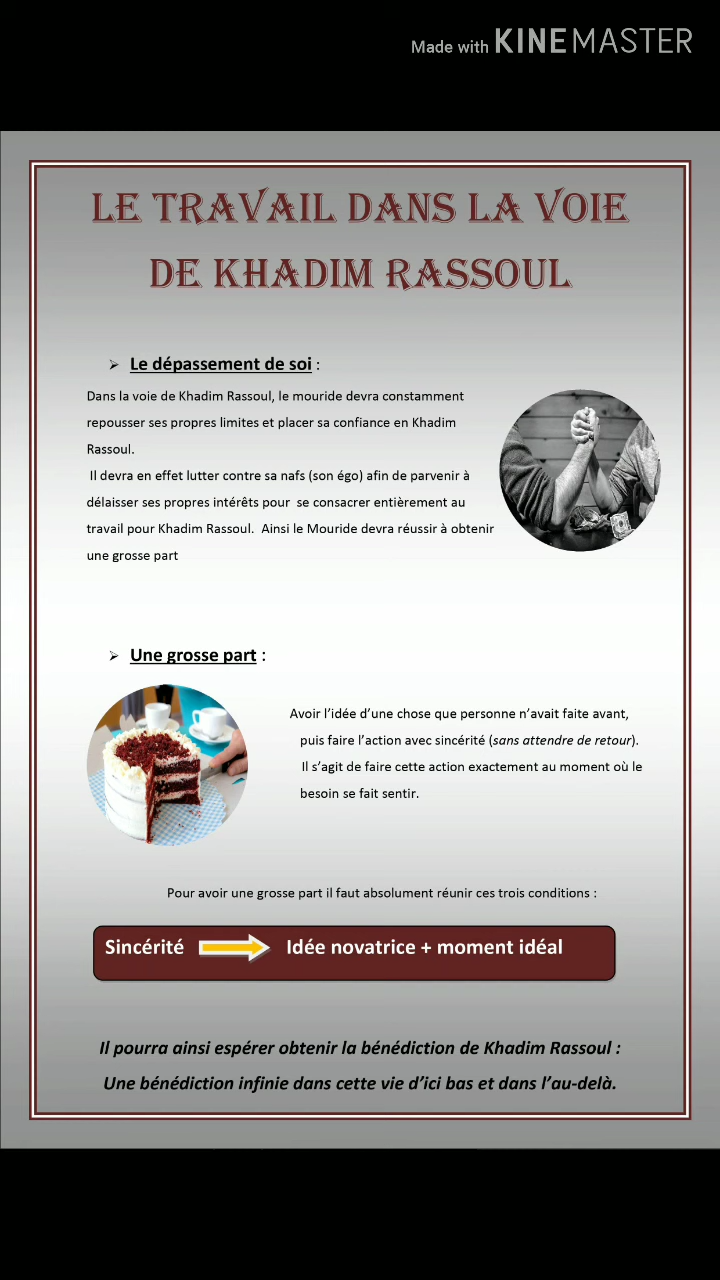 Made with KINEMASTER
LE TRAVAIL DANS LA VOIE
DE KHADIM RASSOUL
➢ Le dépassement de soi :
Dans la voie de Khadim Rassoul, le mouride devra constamment
repousser ses propres limites et placer sa confiance en Khadim
Rassoul.
Il devra en effet lutter contre sa nafs (son égo) afin de parvenir à
délaisser ses propres intérêts pour se consacrer entièrement au
travail pour Khadim Rassoul. Ainsi le Mouride devra réussir à obtenir
une grosse part
➢ Une grosse part :
Avoir l’idée d’une chose que personne n’avait faite avant,
puis faire l’action avec sincérité (sans attendre de retour).
Il s’agit de faire cette action exactement au moment où le
besoin se fait sentir.
Pour avoir une grosse part il faut absolument réunir ces trois conditions :
Sincérité Idée novatrice + moment idéal
Il pourra ainsi espérer obtenir la bénédiction de Khadim Rassoul :
Une bénédiction infinie dans cette vie d’ici bas et dans l’au-delà.